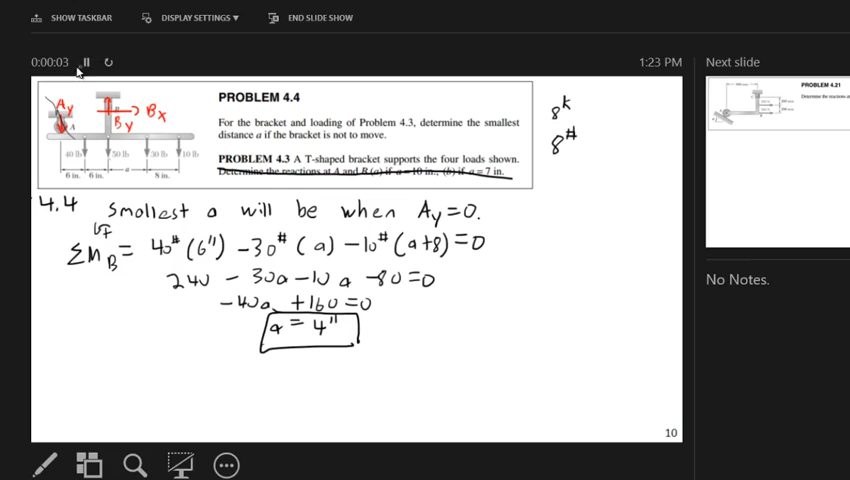 SHOW TASKBAR
DISPLAY SETTINGS ▼
END SLIDE SHOW
0:00:03
1:23 PM
Next slide
Ay
Bx
By
A
40 lb
50 lb
30 lb
10 lb
6 in.
6 in.
a
8 in.
PROBLEM 4.4
For the bracket and loading of Problem 4.3, determine the smallest
distance a if the bracket is not to move.
PROBLEM 4.3 A T-shaped bracket supports the four loads shown.
Determine the reactions at A and B (a) if a = 10 in., (b) if a = 7 in.
8k
8#
4.4 Smallest a will be when Ay=0.
ΣMB = 40#(6") -30#(a) -10#(a+8)=0
240 - 30a -10a -80=0
-40a +160=0
a = 4"
10
PROBLEM 4.21
Determine the reactions
No Notes.